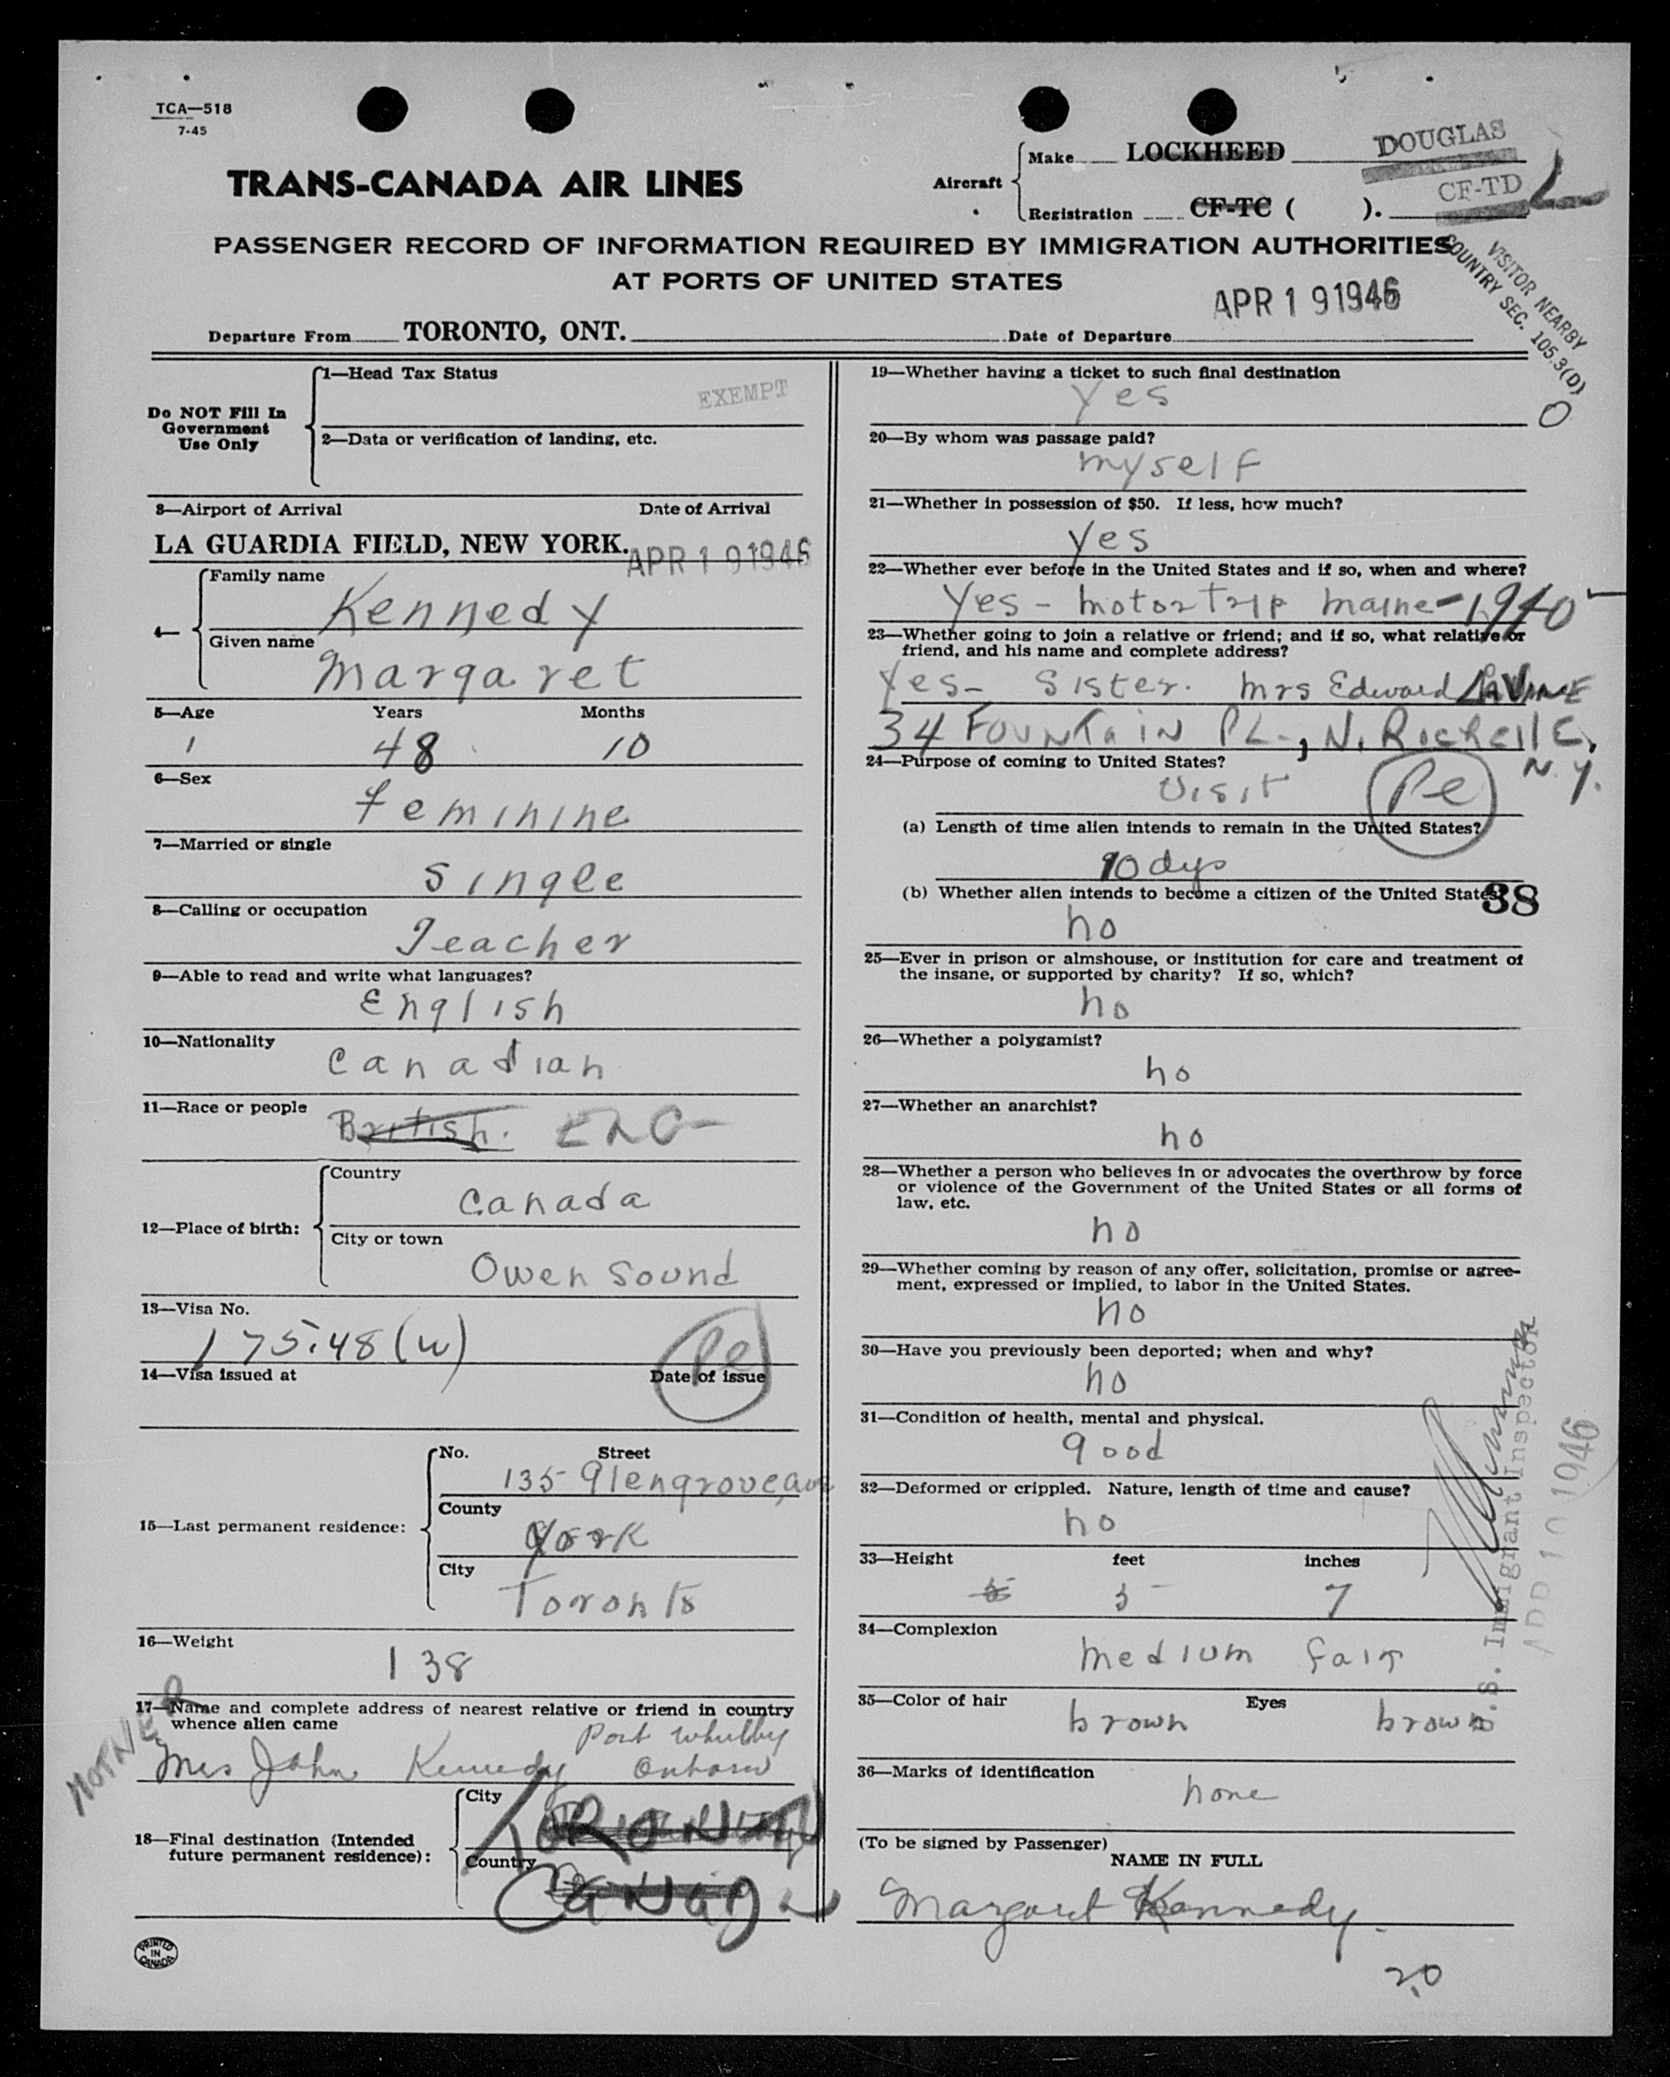 TCA—518
7-45
TRANS-CANADA AIR LINES
Aircraft
Make LOCKHEED DOUGLAS
Registration CF-TC ( ). CF-TD
PASSENGER RECORD OF INFORMATION REQUIRED BY IMMIGRATION AUTHORITIES
AT PORTS OF UNITED STATES
VISITOR NEARBY
COUNTRY SEC. 105.3(D)
O
APR 19 1946
Departure From TORONTO, ONT. Date of Departure
Do NOT Fill In
Government
Use Only
1—Head Tax Status
EXEMPT
2—Data or verification of landing, etc.
3—Airport of Arrival Date of Arrival
LA GUARDIA FIELD, NEW YORK. APR 19 1946
4—
Family name
Kennedy
Given name
Margaret
5—Age Years Months
1 48 10
6—Sex
feminine
7—Married or single
single
8—Calling or occupation
Teacher
9—Able to read and write what languages?
English
10—Nationality
Canadian
11—Race or people
British. ENG
12—Place of birth:
Country
Canada
City or town
Owen Sound
13—Visa No.
175.48 (w)
Pe
14—Visa issued at Date of issue
15—Last permanent residence:
No. Street
135 Glengrove, ave
County
York
City
Toronto
16—Weight
138
17—Name and complete address of nearest relative or friend in country
whence alien came
MOTHER
Port Whitby
Mrs John Kennedy Ontario
18—Final destination (Intended
future permanent residence):
City
TORONTO
Country
Canada
PRINTED
IN
CANADA
19—Whether having a ticket to such final destination
Yes
20—By whom was passage paid?
myself
21—Whether in possession of $50. If less, how much?
Yes
22—Whether ever before in the United States and if so, when and where?
Yes - motor trip maine - 1940
23—Whether going to join a relative or friend; and if so, what relative or
friend, and his name and complete address?
Yes - Sister. Mrs Edward LAVINE
34 Fountain PL., N. Rochelle,
N.Y.
24—Purpose of coming to United States?
Visit
Pe
(a) Length of time alien intends to remain in the United States?
10 dys
(b) Whether alien intends to become a citizen of the United States?
38
no
25—Ever in prison or almshouse, or institution for care and treatment of
the insane, or supported by charity? If so, which?
no
26—Whether a polygamist?
no
27—Whether an anarchist?
no
28—Whether a person who believes in or advocates the overthrow by force
or violence of the Government of the United States or all forms of
law, etc.
no
29—Whether coming by reason of any offer, solicitation, promise or agree-
ment, expressed or implied, to labor in the United States.
no
30—Have you previously been deported; when and why?
no
31—Condition of health, mental and physical.
good
32—Deformed or crippled. Nature, length of time and cause?
no
33—Height feet inches
5 7
34—Complexion
medium fair
35—Color of hair Eyes
brown brown
36—Marks of identification
none
U.S. Immigrant Inspector
1946
(To be signed by Passenger)
NAME IN FULL
Margaret Kennedy.
20